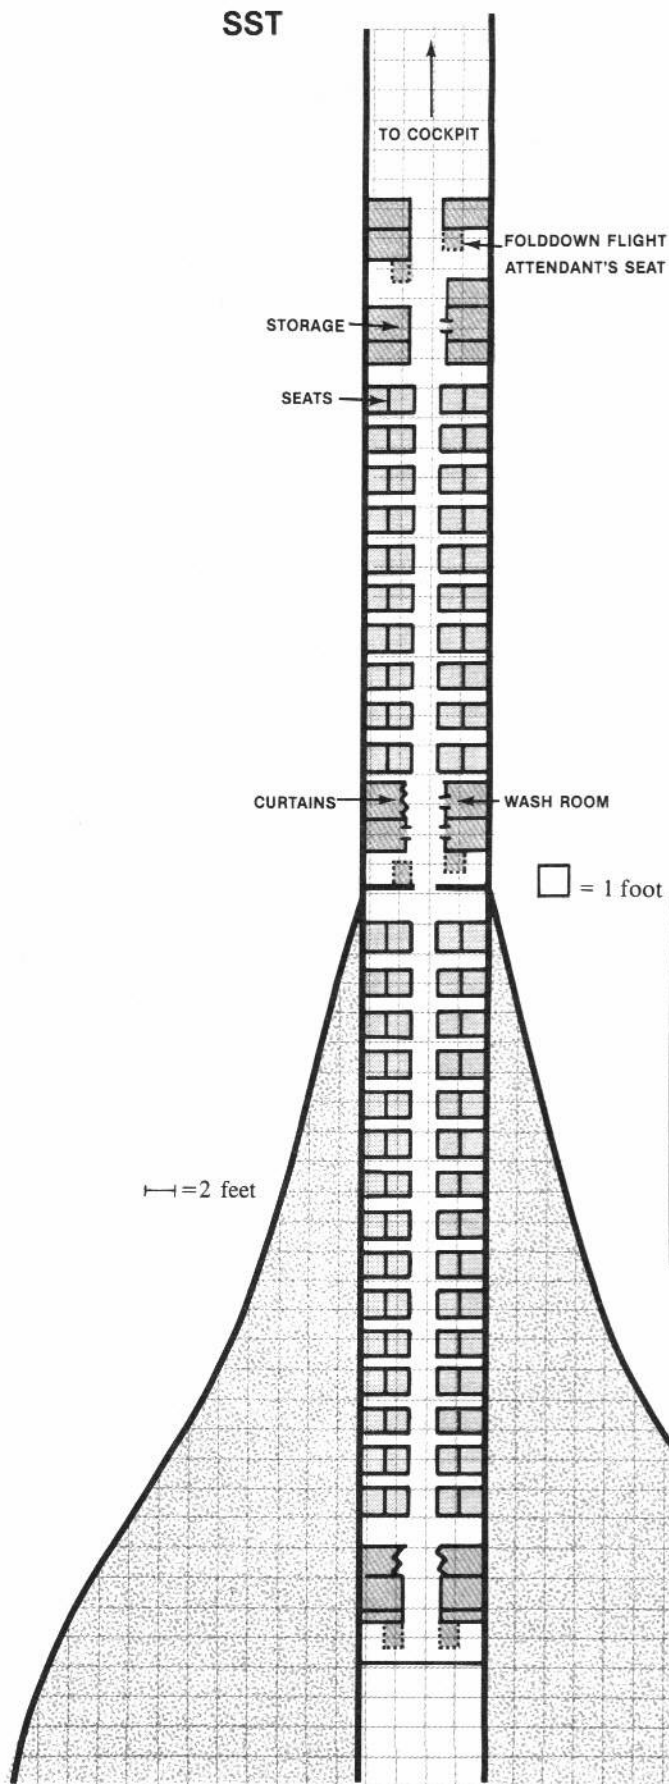 SST
TO COCKPIT
FOLDDOWN FLIGHT
ATTENDANT'S SEAT
STORAGE
SEATS
CURTAINS
WASH ROOM
= 1 foot
=2 feet